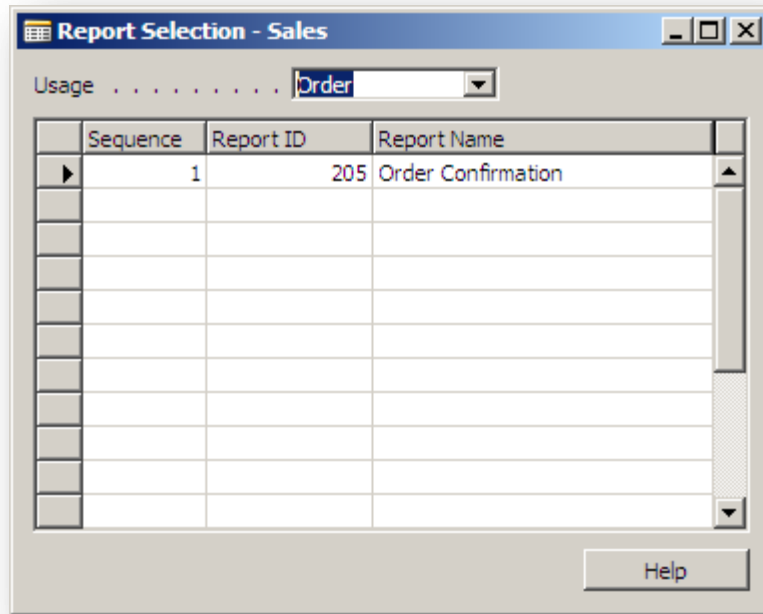 Report Selection - Sales
Usage . . . . . . . . . Order
Sequence Report ID Report Name
1 205 Order Confirmation
Help